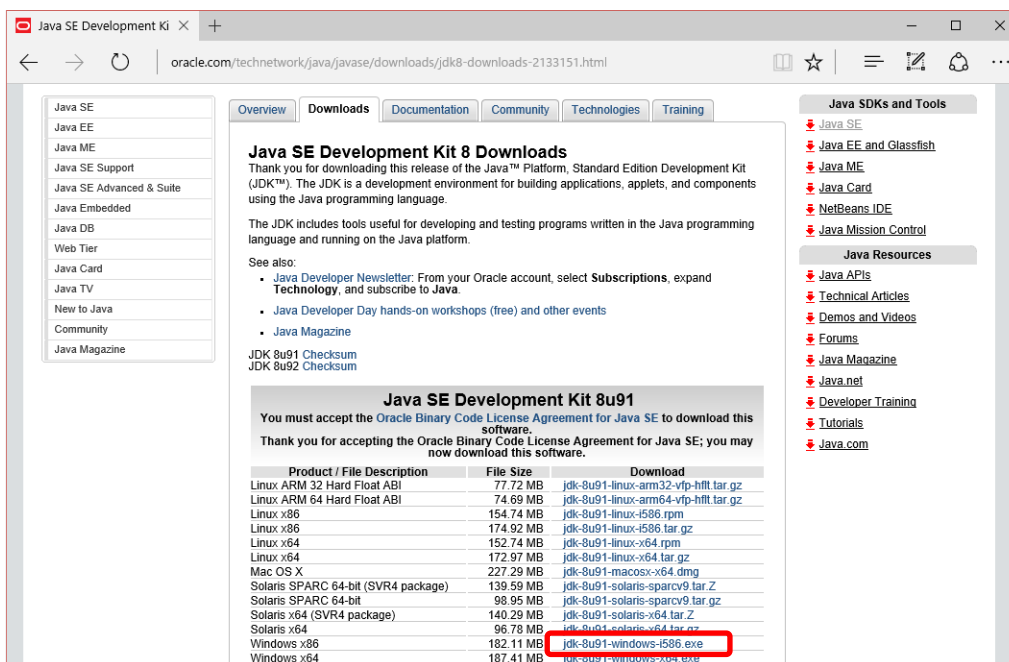 Java SE Development Ki
oracle.com/technetwork/java/javase/downloads/jdk8-downloads-2133151.html
Java SE
Java EE
Java ME
Java SE Support
Java SE Advanced & Suite
Java Embedded
Java DB
Web Tier
Java Card
Java TV
New to Java
Community
Java Magazine
Overview Downloads Documentation Community Technologies Training
Java SE Development Kit 8 Downloads
Thank you for downloading this release of the Java™ Platform, Standard Edition Development Kit
(JDK™). The JDK is a development environment for building applications, applets, and components
using the Java programming language.
The JDK includes tools useful for developing and testing programs written in the Java programming
language and running on the Java platform.
See also:
Java Developer Newsletter: From your Oracle account, select Subscriptions, expand
Technology, and subscribe to Java.
Java Developer Day hands-on workshops (free) and other events
Java Magazine
JDK 8u91 Checksum
JDK 8u92 Checksum
Java SE Development Kit 8u91
You must accept the Oracle Binary Code License Agreement for Java SE to download this
software.
Thank you for accepting the Oracle Binary Code License Agreement for Java SE; you may
now download this software.
Product / File Description File Size Download
Linux ARM 32 Hard Float ABI 77.72 MB jdk-8u91-linux-arm32-vfp-hflt.tar.gz
Linux ARM 64 Hard Float ABI 74.69 MB jdk-8u91-linux-arm64-vfp-hflt.tar.gz
Linux x86 154.74 MB jdk-8u91-linux-i586.rpm
Linux x86 174.92 MB jdk-8u91-linux-i586.tar.gz
Linux x64 152.74 MB jdk-8u91-linux-x64.rpm
Linux x64 172.97 MB jdk-8u91-linux-x64.tar.gz
Mac OS X 227.29 MB jdk-8u91-macosx-x64.dmg
Solaris SPARC 64-bit (SVR4 package) 139.59 MB jdk-8u91-solaris-sparcv9.tar.Z
Solaris SPARC 64-bit 98.95 MB jdk-8u91-solaris-sparcv9.tar.gz
Solaris x64 (SVR4 package) 140.29 MB jdk-8u91-solaris-x64.tar.Z
Solaris x64 96.78 MB jdk-8u91-solaris-x64.tar.gz
Windows x86 182.11 MB jdk-8u91-windows-i586.exe
Windows x64 187.41 MB jdk-8u91-windows-x64.exe
Java SDKs and Tools
Java SE
Java EE and Glassfish
Java ME
Java Card
NetBeans IDE
Java Mission Control
Java Resources
Java APIs
Technical Articles
Demos and Videos
Forums
Java Magazine
Java.net
Developer Training
Tutorials
Java.com